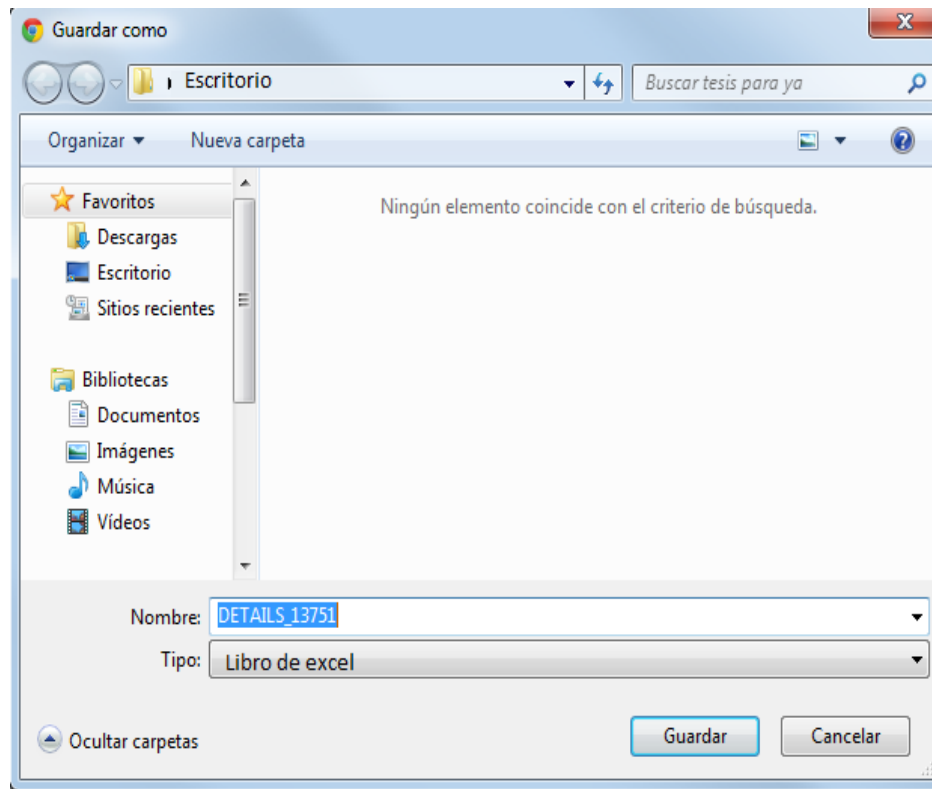 Guardar como
Escritorio
Buscar tesis para ya
Organizar
Nueva carpeta
Favoritos
Descargas
Escritorio
Sitios recientes
Bibliotecas
Documentos
Imágenes
Música
Vídeos
Ningún elemento coincide con el criterio de búsqueda.
Nombre: DETAILS_13751
Tipo: Libro de excel
Ocultar carpetas
Guardar
Cancelar